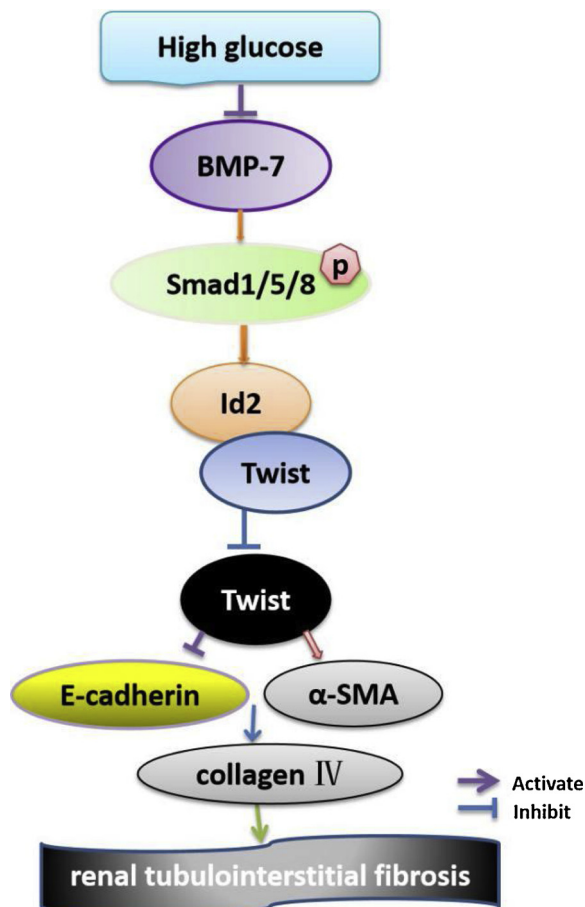 High glucose
BMP-7
p
Smad1/5/8
Id2
Twist
Twist
E-cadherin
α-SMA
collagen Ⅳ
Activate
Inhibit
renal tubulointerstitial fibrosis